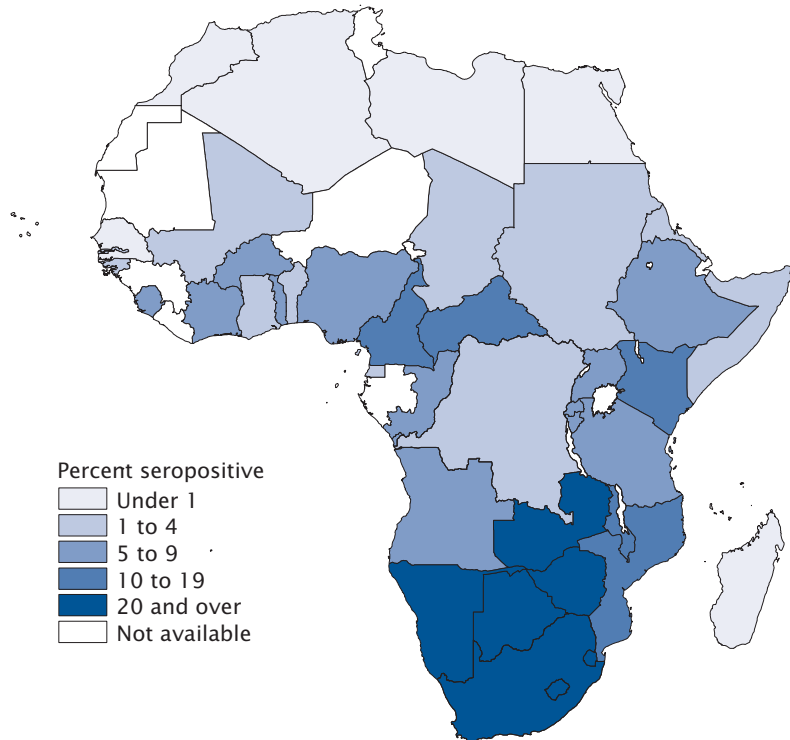 Percent seropositive
Under 1
1 to 4
5 to 9
10 to 19
20 and over
Not available